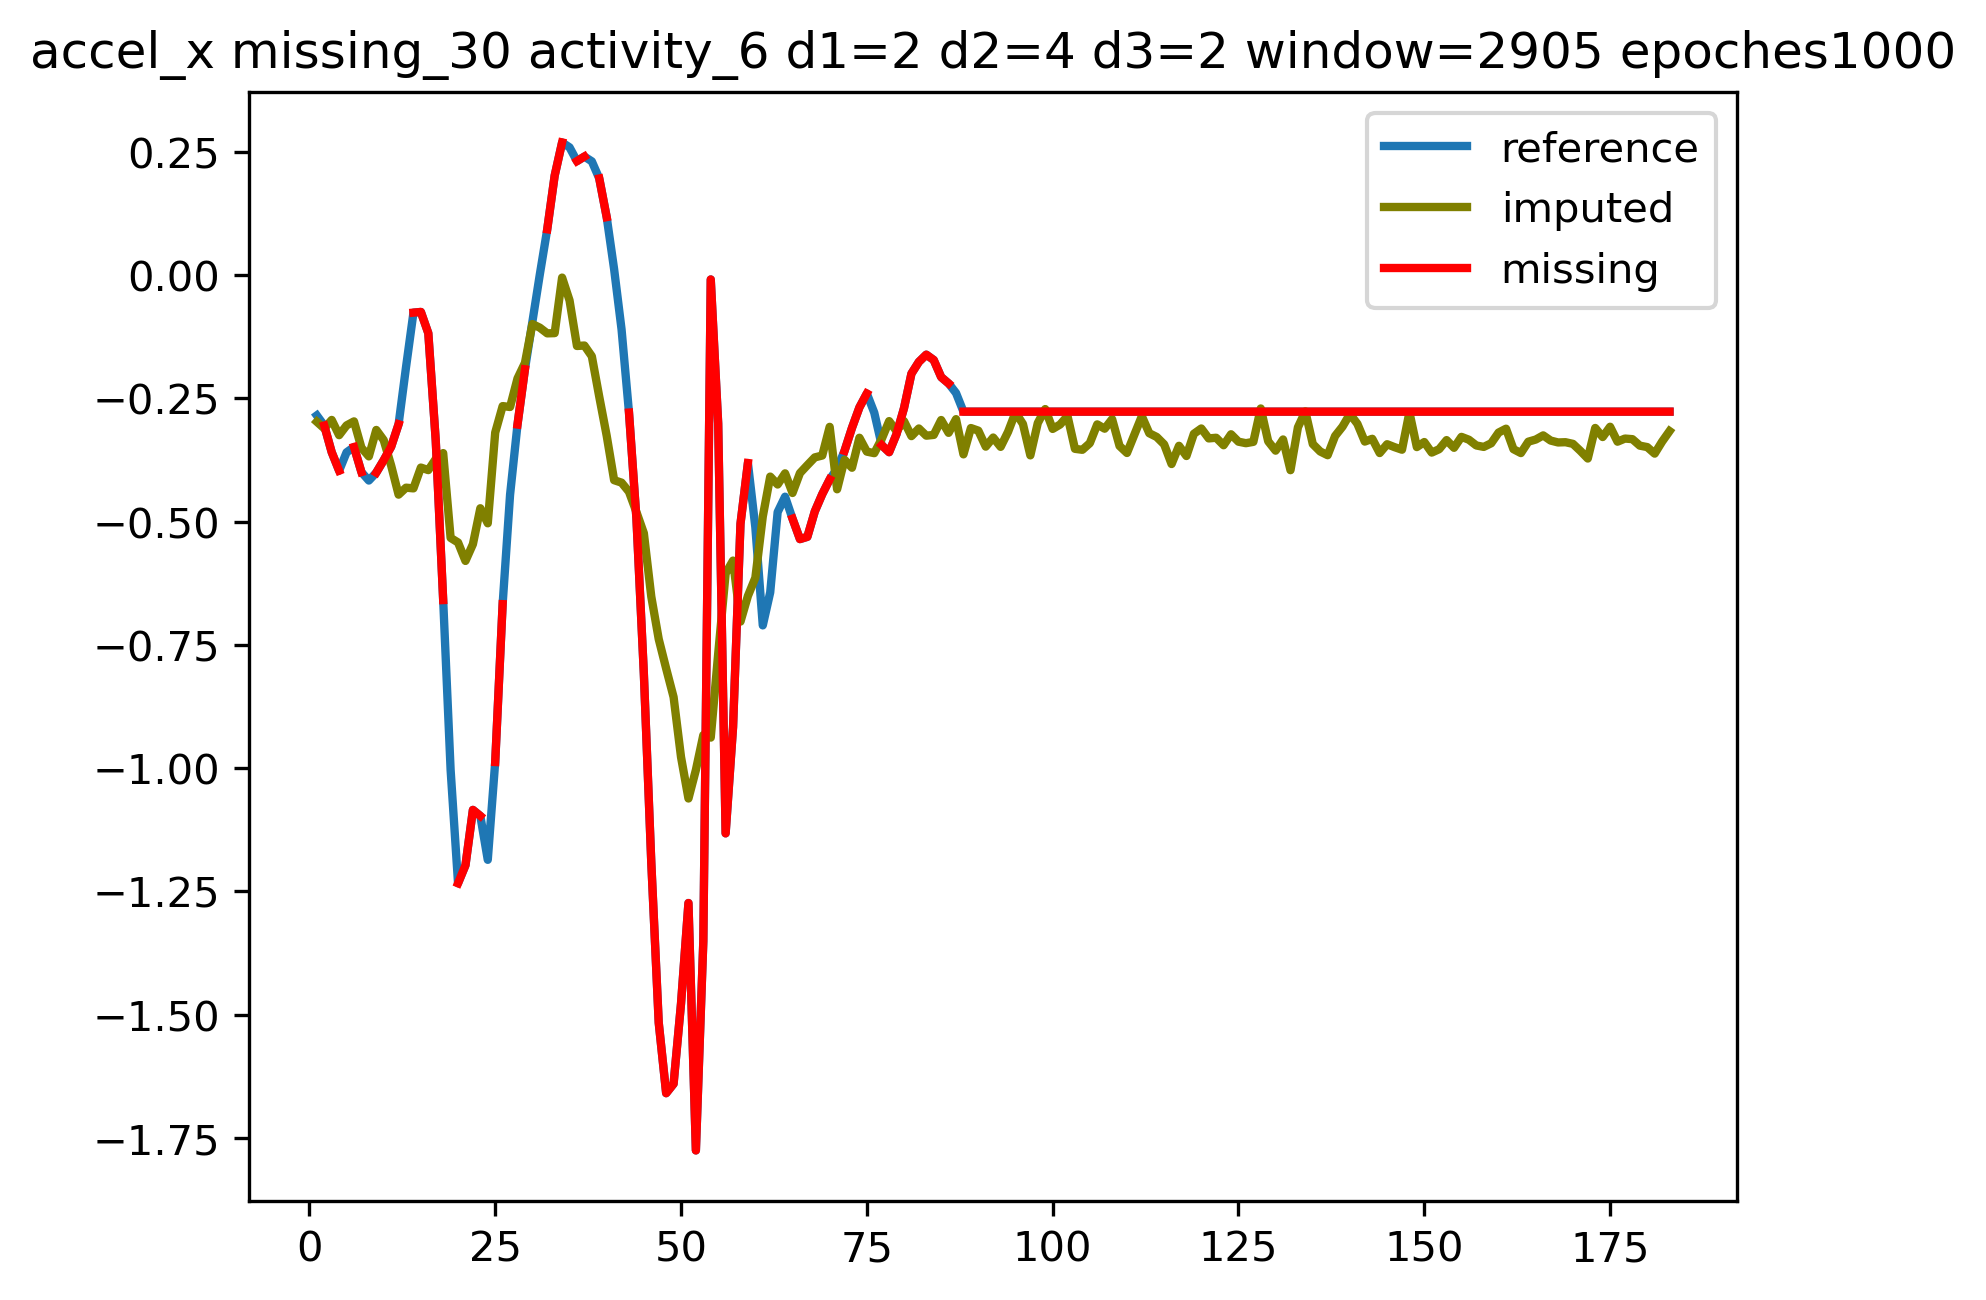 accel_x missing_30 activity_6 d1=2 d2=4 d3=2 window=2905 epoches1000
reference
imputed
missing
0.25
0.00
−0.25
−0.50
−0.75
−1.00
−1.25
−1.50
−1.75
0 25 50 75 100 125 150 175